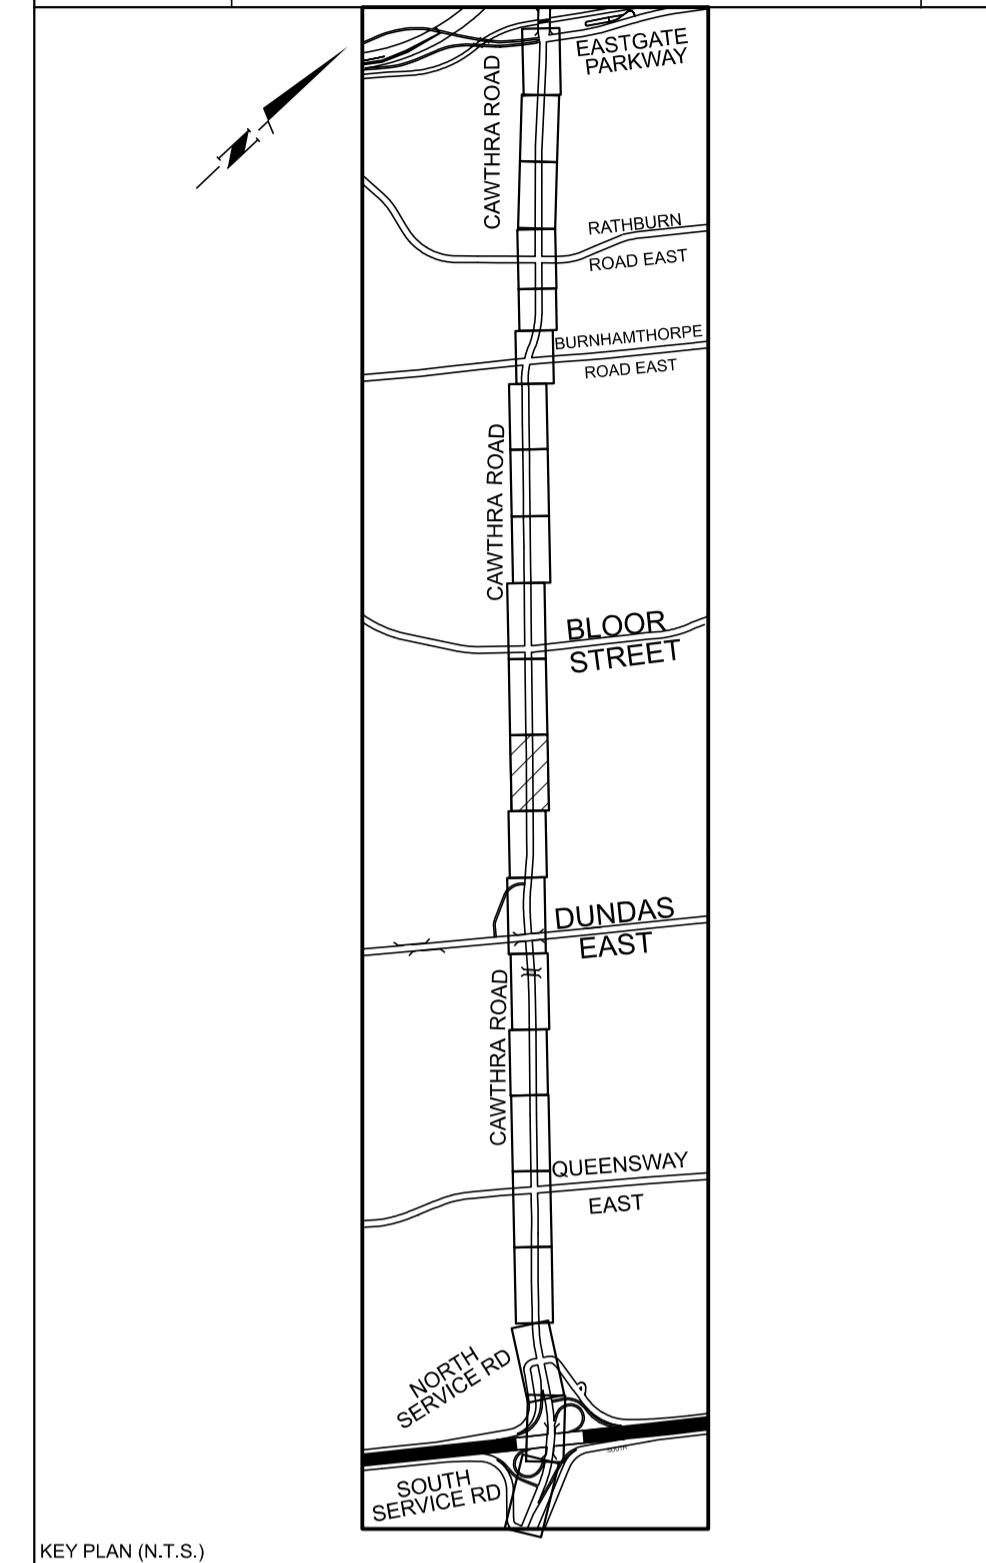 EASTGATE
PARKWAY
CAWTHRA ROAD
RATHBURN
ROAD EAST
BURNHAMTHORPE
ROAD EAST
CAWTHRA ROAD
BLOOR
STREET
DUNDAS
EAST
CAWTHRA ROAD
QUEENSWAY
EAST
NORTH
SERVICE RD
SOUTH
SOUTH
SERVICE RD
KEY PLAN (N.T.S.)
N